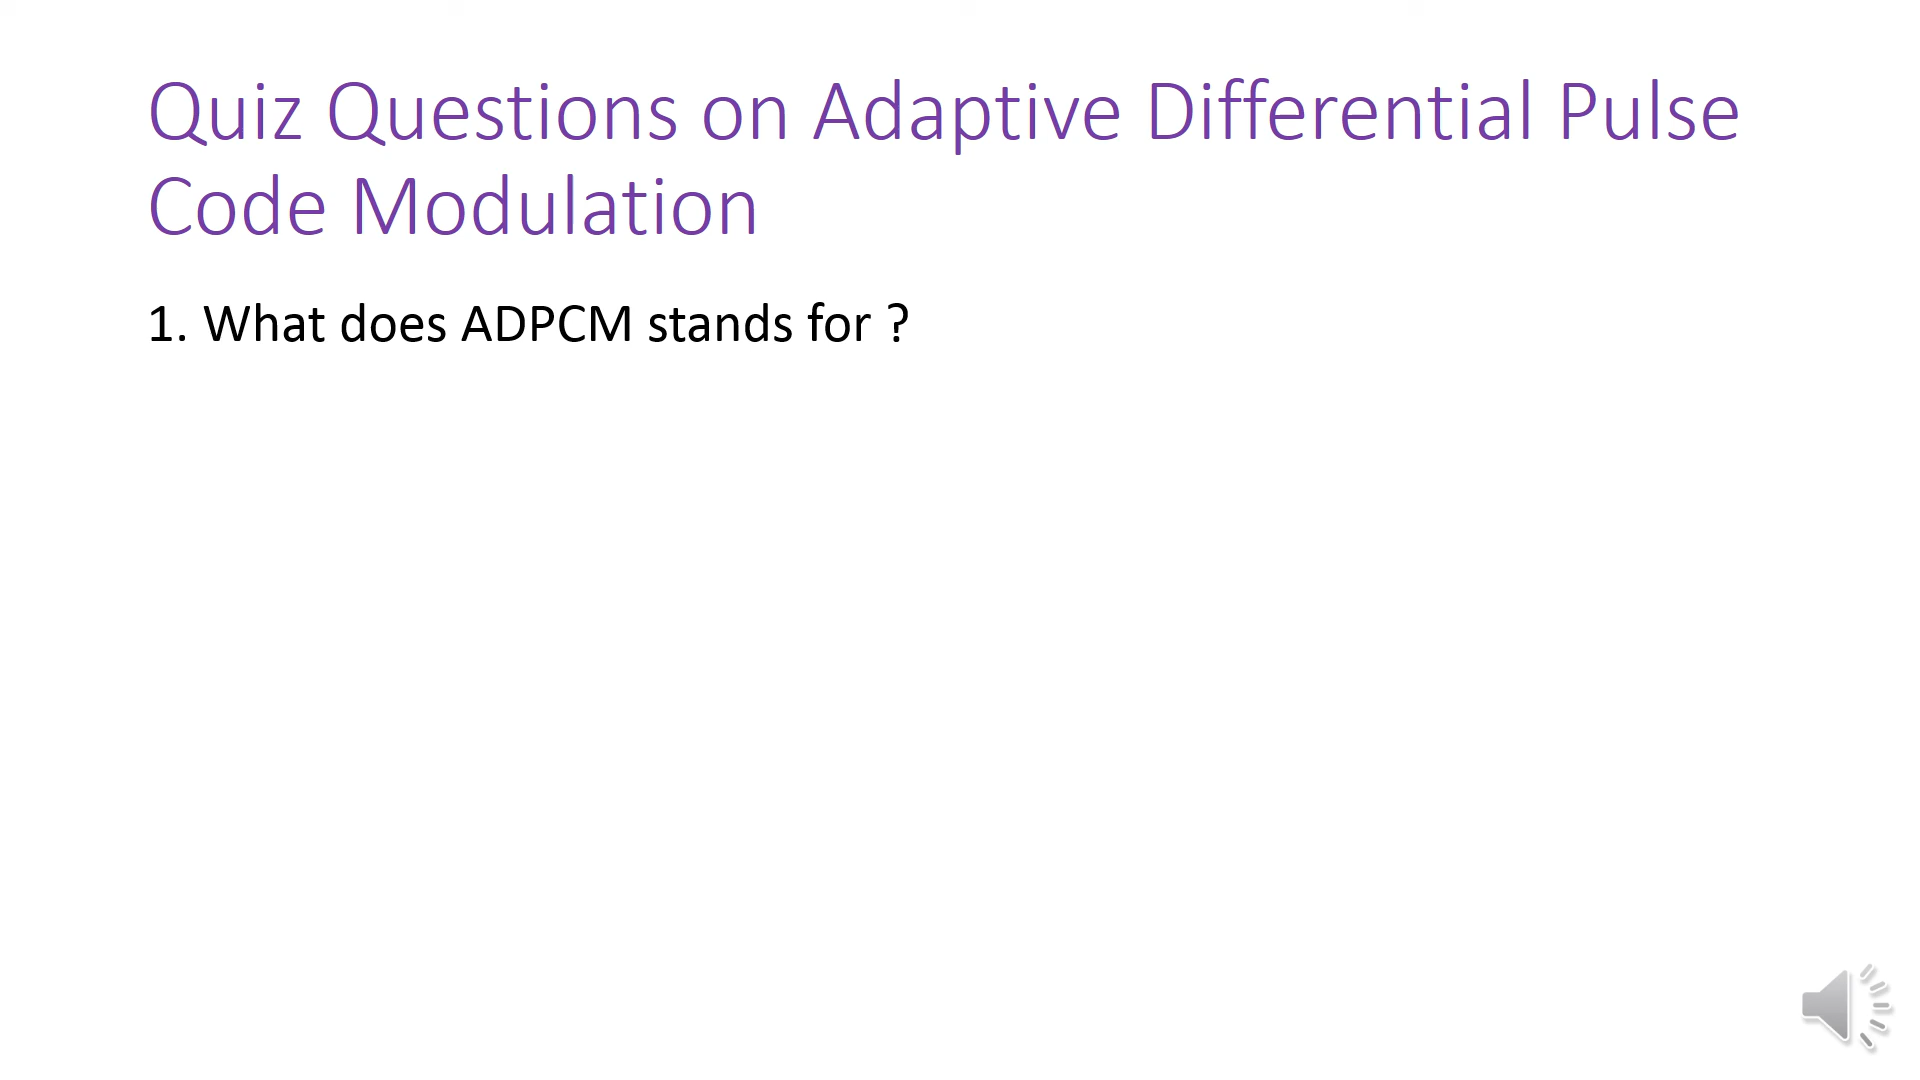 Quiz Questions on Adaptive Differential Pulse
Code Modulation
1. What does ADPCM stands for ?